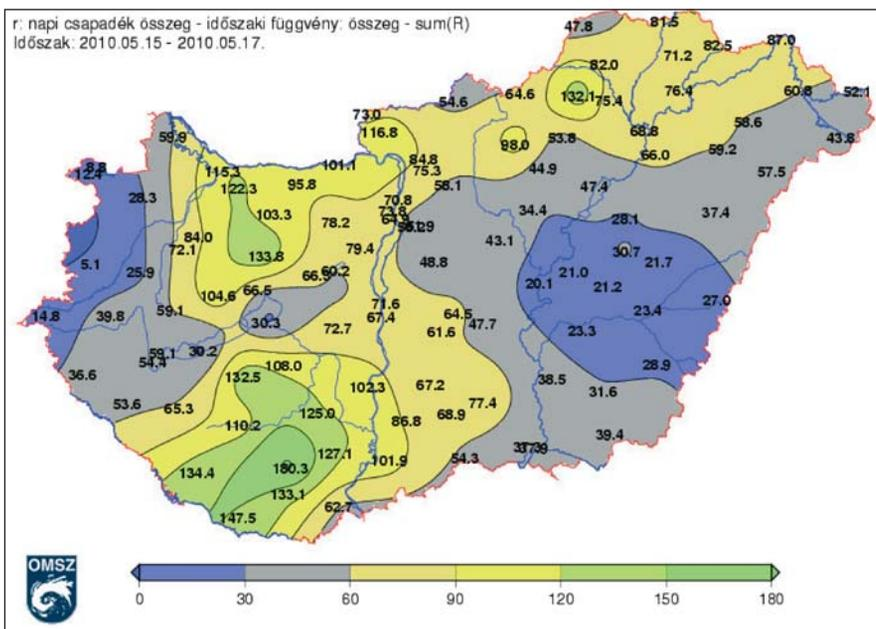 r: napi csapadék összeg - időszaki függvény: összeg - sum(R)
Időszak: 2010.05.15 - 2010.05.17.
47.8 81.5
82.5 87.0
71.2
82.0
64.6 132.1 75.4 76.4 60.8 52.1
54.6
73.0
116.8 98.0 53.8 68.8 58.6 43.8
59.9
66.0 59.2
8.8 101.1 84.8
12.4 115.3 75.3 44.9 57.5
122.3 95.8 58.1 47.4
28.3 70.8
103.3 73.8 34.4 28.1 37.4
78.2 64.9
84.0 43.1
72.1 133.8 79.4 30.7
5.1 25.9 48.8 21.7
66.3 60.2 21.0
104.6 66.5 20.1 21.2
59.1 71.6 27.0
14.8 39.8 30.3 67.4 64.5 23.4
72.7 61.6 47.7 23.3
59.1 30.2
54.4 108.0 28.9
36.6 132.5 102.3 67.2 38.5 31.6
53.6 65.3 125.0 77.4
110.2 86.8 68.9 39.4
127.1
134.4 180.3 101.9 54.3 37.9
133.1
147.5 62.7
OMSZ
0 30 60 90 120 150 180